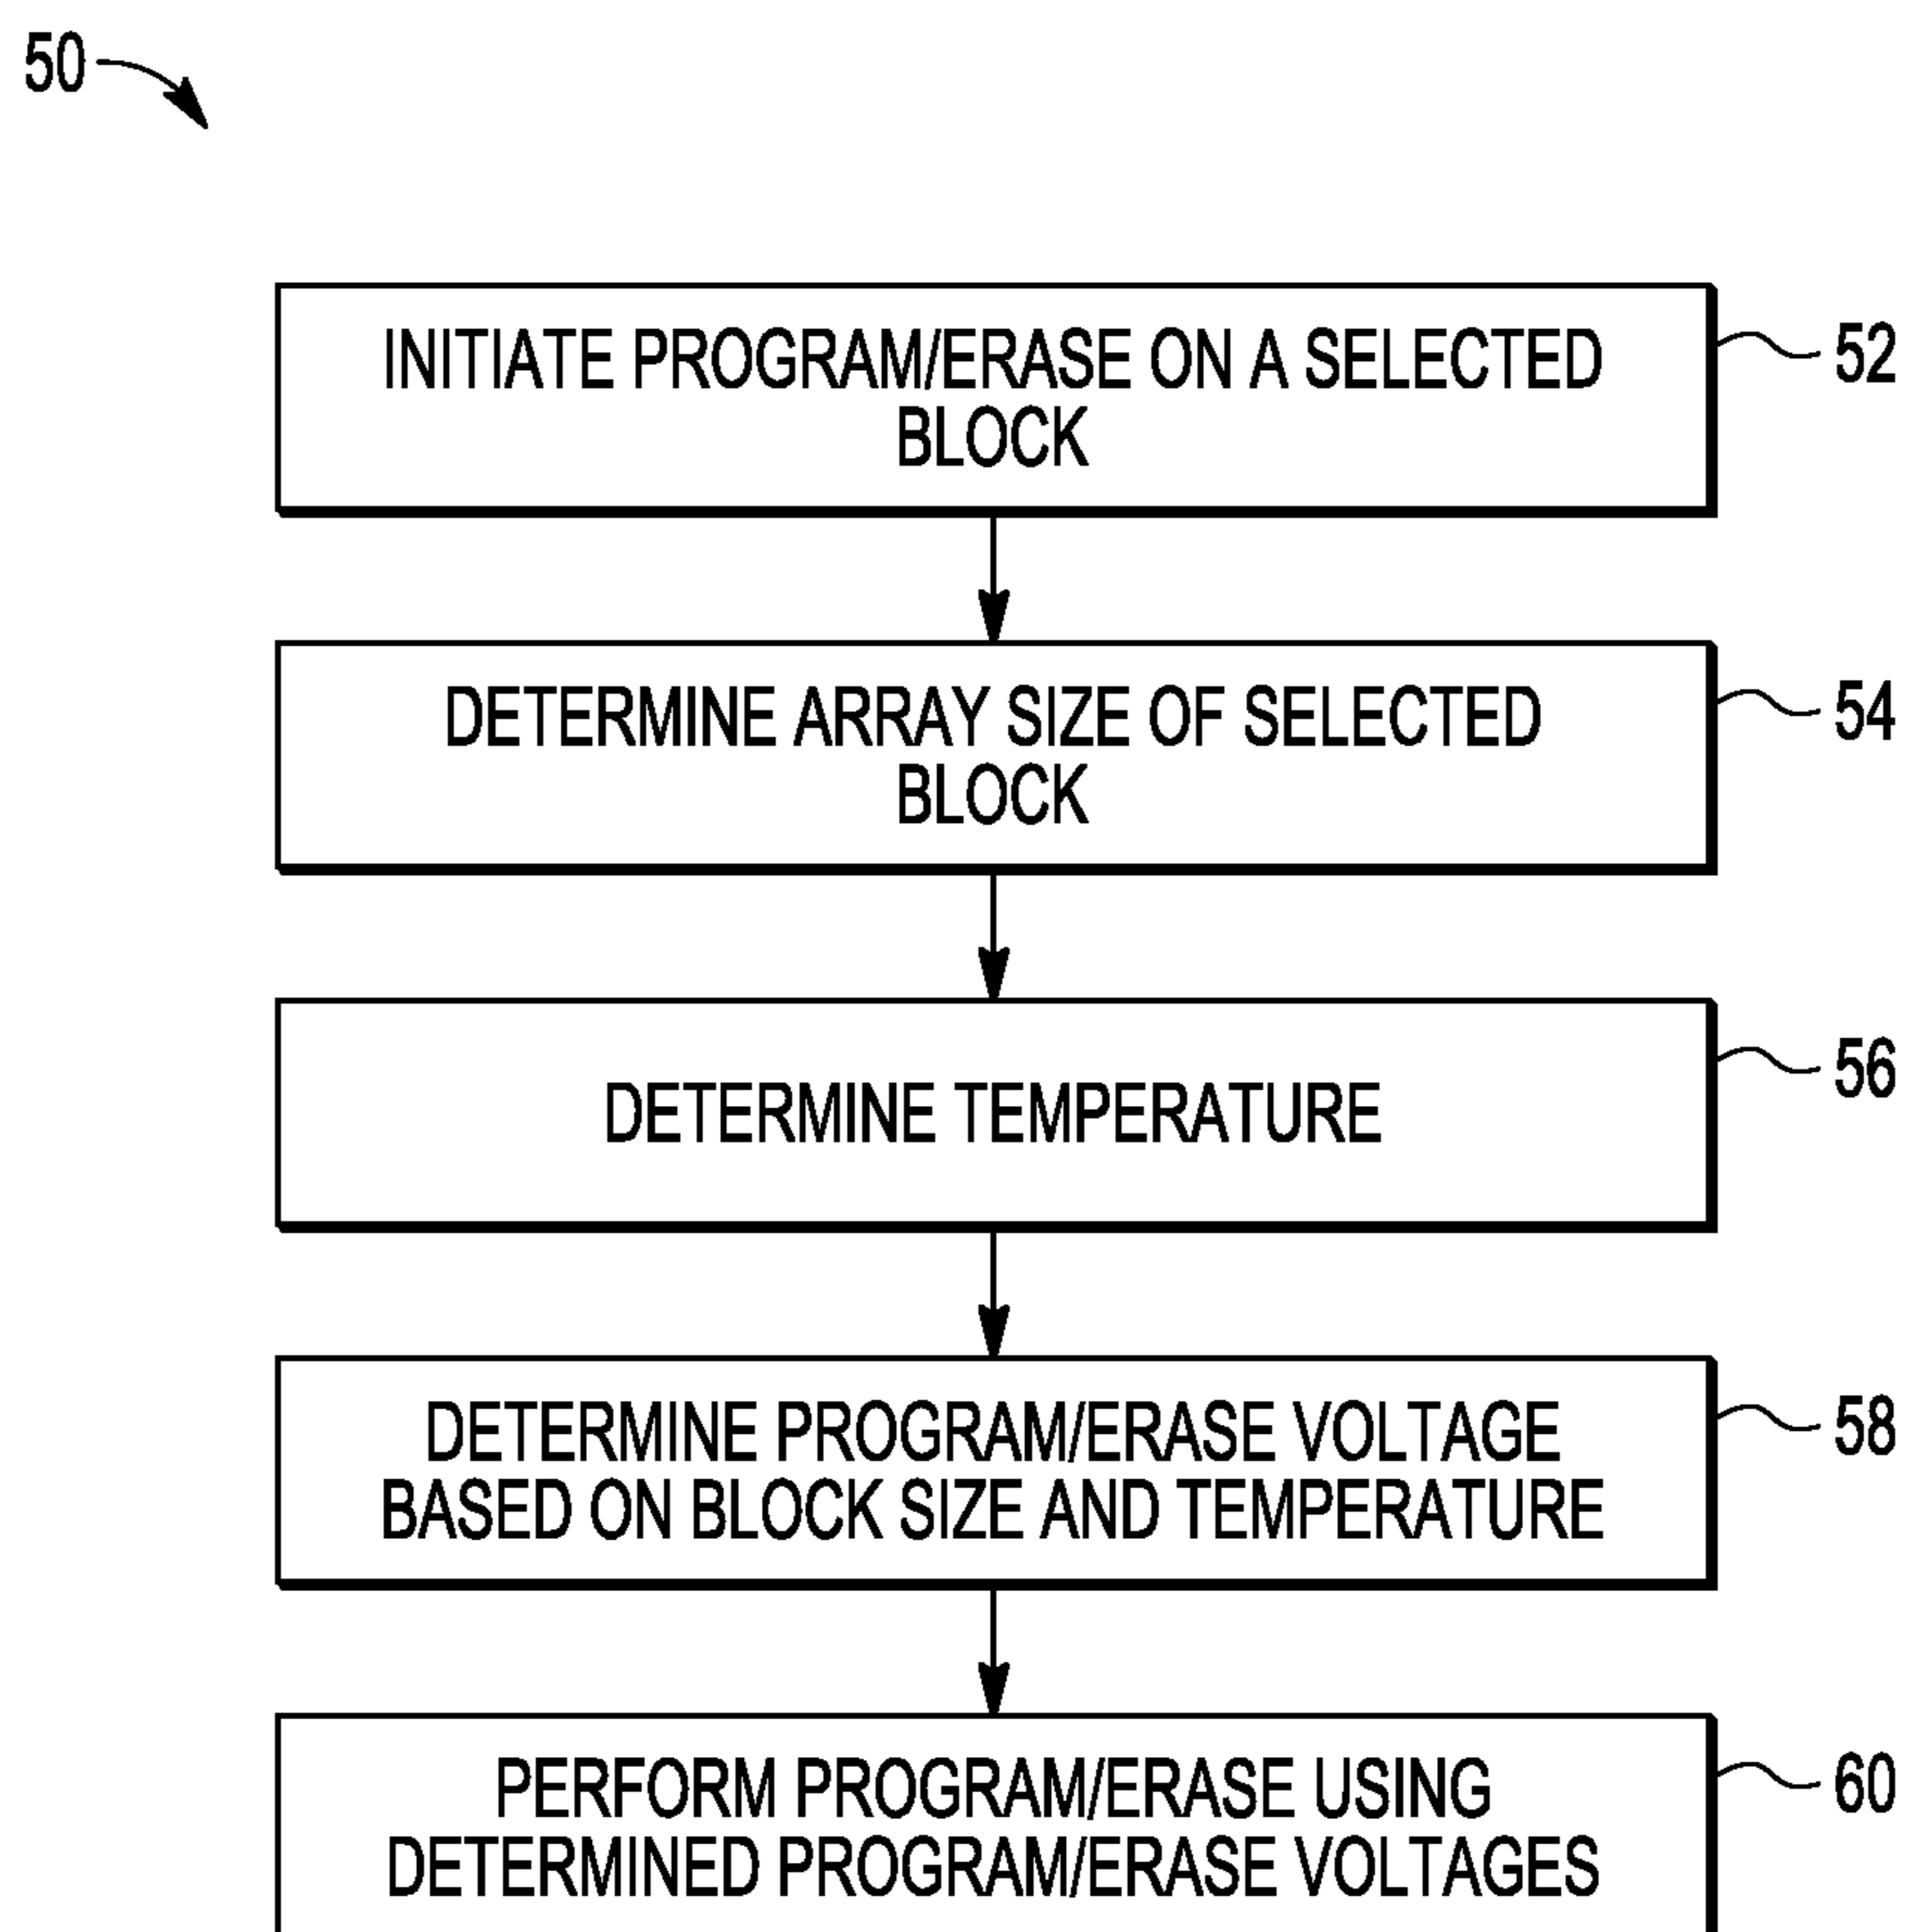 50
INITIATE PROGRAM/ERASE ON A SELECTED
BLOCK
52
DETERMINE ARRAY SIZE OF SELECTED
BLOCK
54
DETERMINE TEMPERATURE
56
DETERMINE PROGRAM/ERASE VOLTAGE
BASED ON BLOCK SIZE AND TEMPERATURE
58
PERFORM PROGRAM/ERASE USING
DETERMINED PROGRAM/ERASE VOLTAGES
60